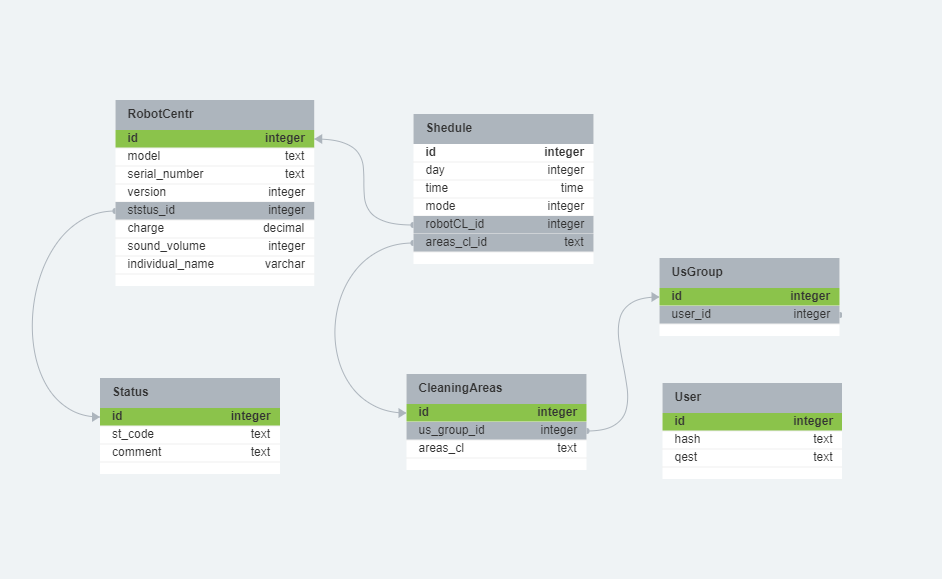 RobotCentr
id integer
model text
serial_number text
version integer
ststus_id integer
charge decimal
sound_volume integer
individual_name varchar
Shedule
id integer
day integer
time time
mode integer
robotCL_id integer
areas_cl_id text
UsGroup
id integer
user_id integer
Status
id integer
st_code text
comment text
CleaningAreas
id integer
us_group_id integer
areas_cl text
User
id integer
hash text
qest text